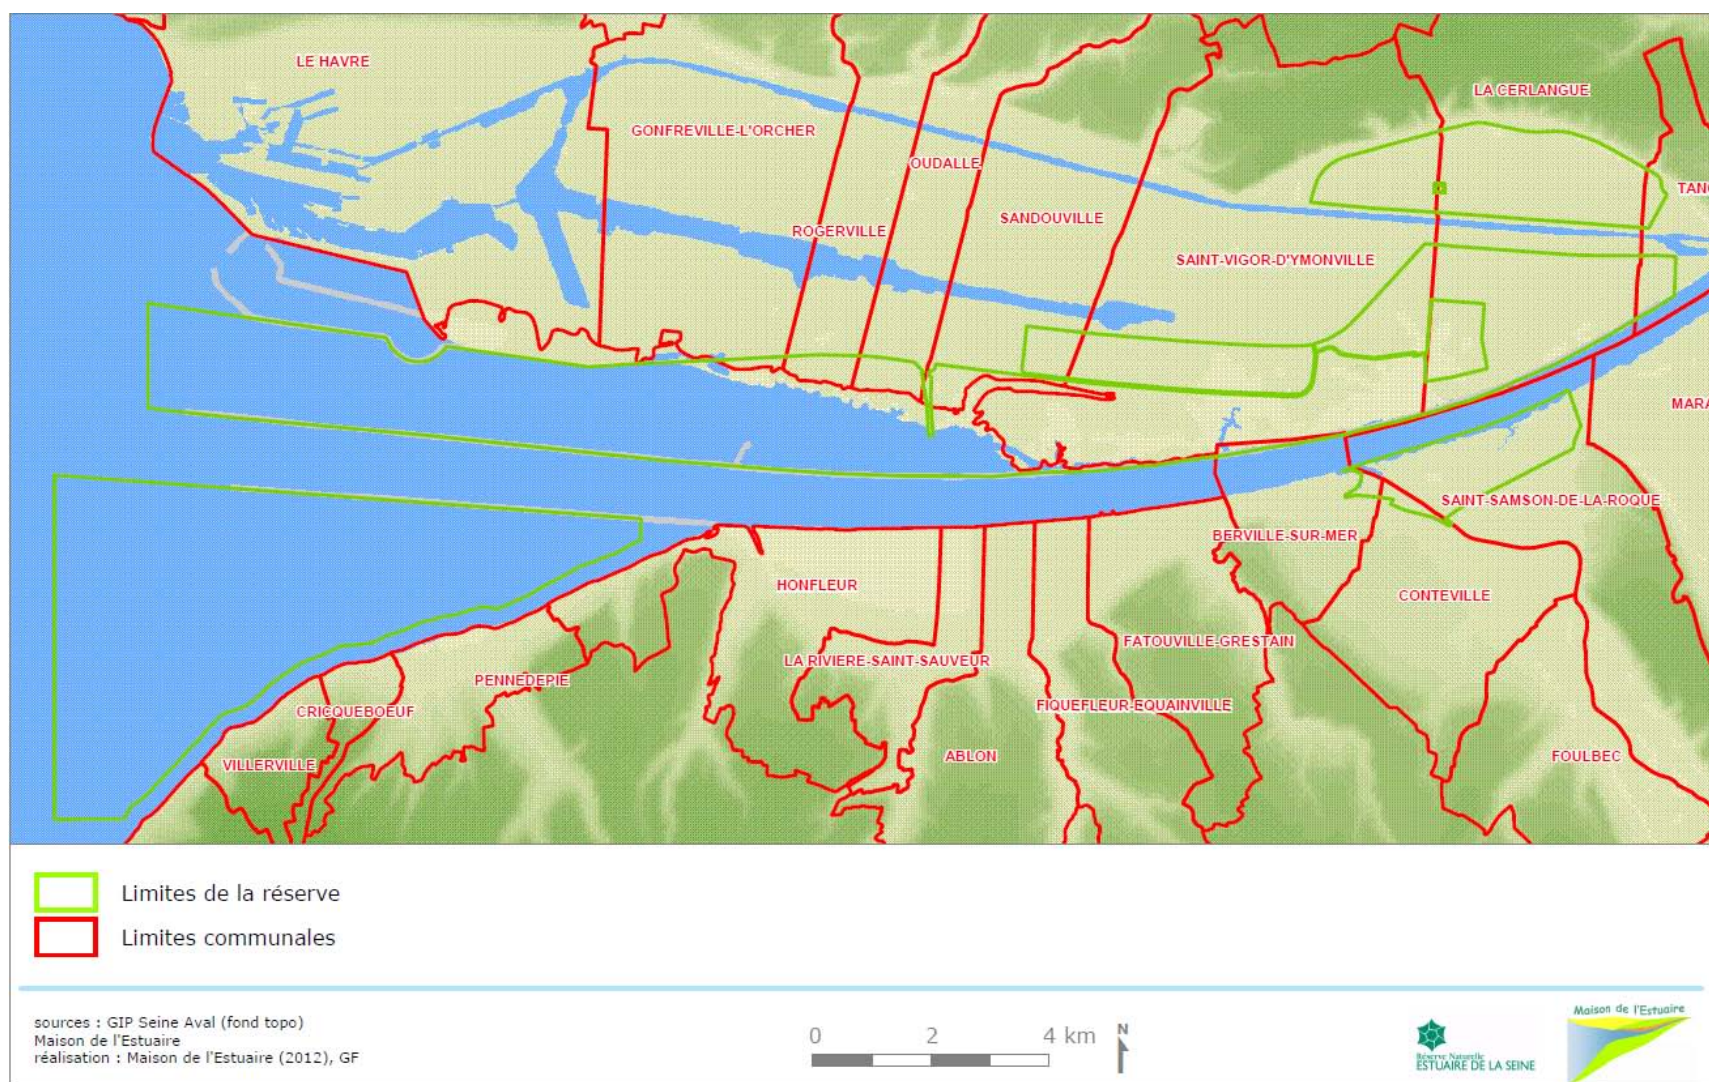 LE HAVRE
LA CERLANGUE
GONFREVILLE-L'ORCHER
OUDALLE
TANC
SANDOUVILLE
ROGERVILLE
SAINT-VIGOR-D'YMONVILLE
MARA
SAINT-SAMSON-DE-LA-ROQUE
BERVILLE-SUR-MER
HONFLEUR
CONTEVILLE
FATOUVILLE-GRESTAIN
LA RIVIERE-SAINT-SAUVEUR
PENNEDEPIE
FIQUEFLEUR-EQUAINVILLE
CRICQUEBOEUF
ABLON
FOULBEC
VILLERVILLE
Limites de la réserve
Limites communales
sources : GIP Seine Aval (fond topo)
Maison de l'Estuaire
réalisation : Maison de l'Estuaire (2012), GF
0 2 4 km
N
Réserve Naturelle
ESTUAIRE DE LA SEINE
Maison de l'Estuaire